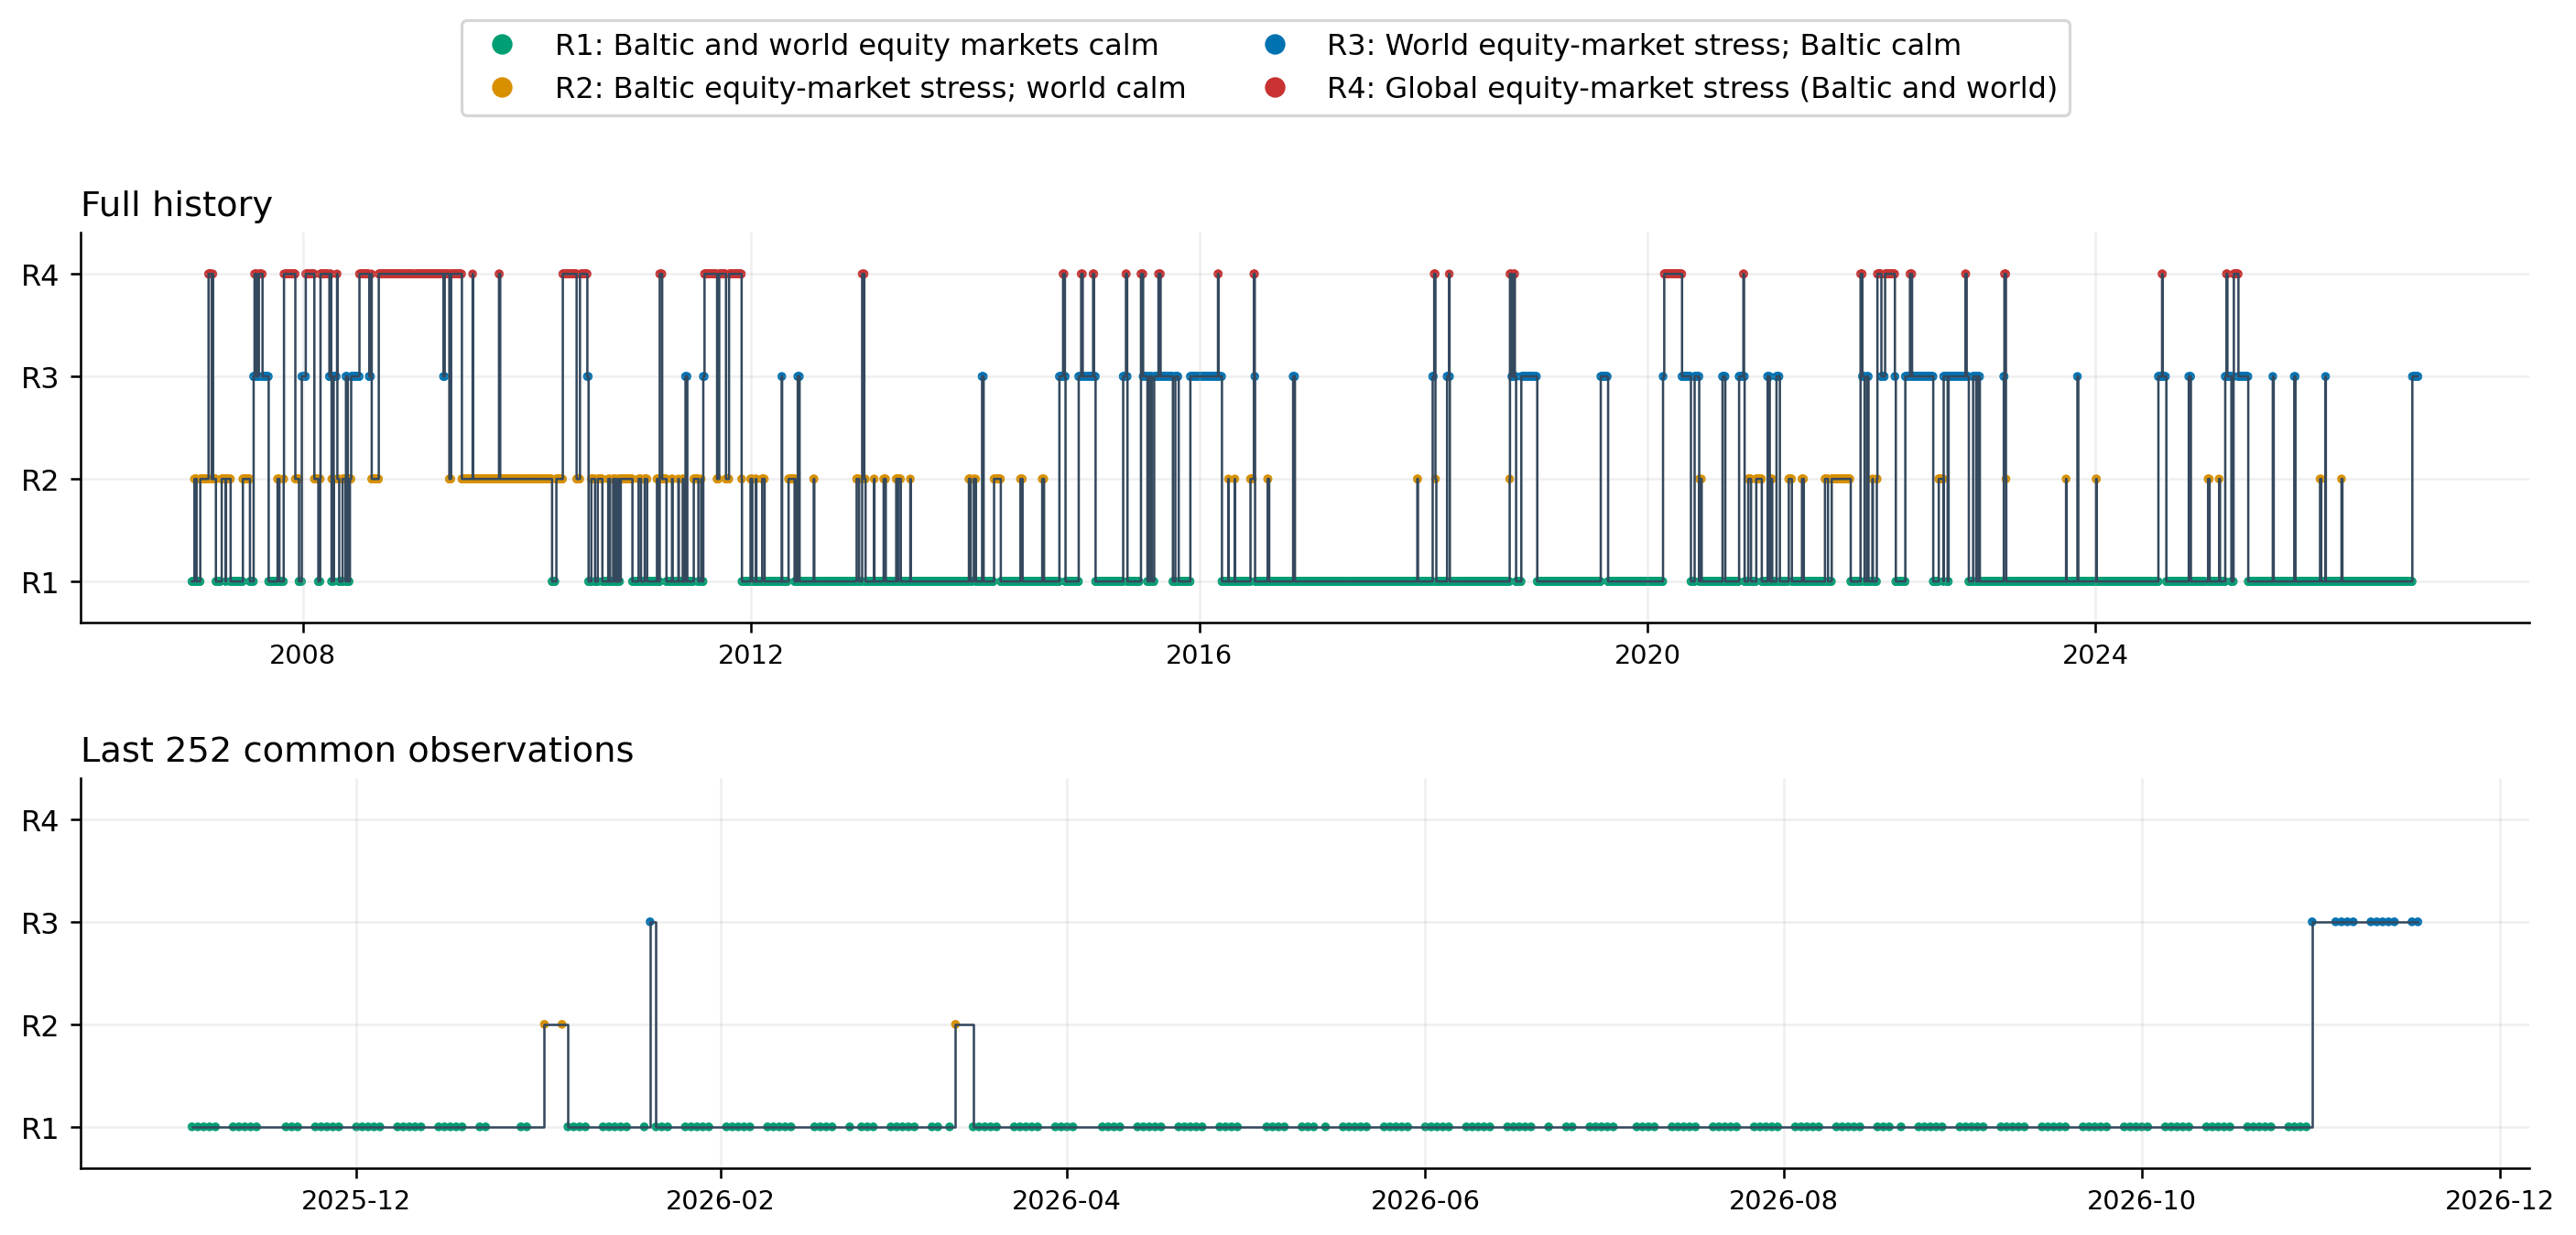 R1: Baltic and world equity markets calm
R2: Baltic equity-market stress; world calm
R3: World equity-market stress; Baltic calm
R4: Global equity-market stress (Baltic and world)
Full history
R4
R3
R2
R1
2008 2012 2016 2020 2024
Last 252 common observations
R4
R3
R2
R1
2025-12 2026-02 2026-04 2026-06 2026-08 2026-10 2026-12